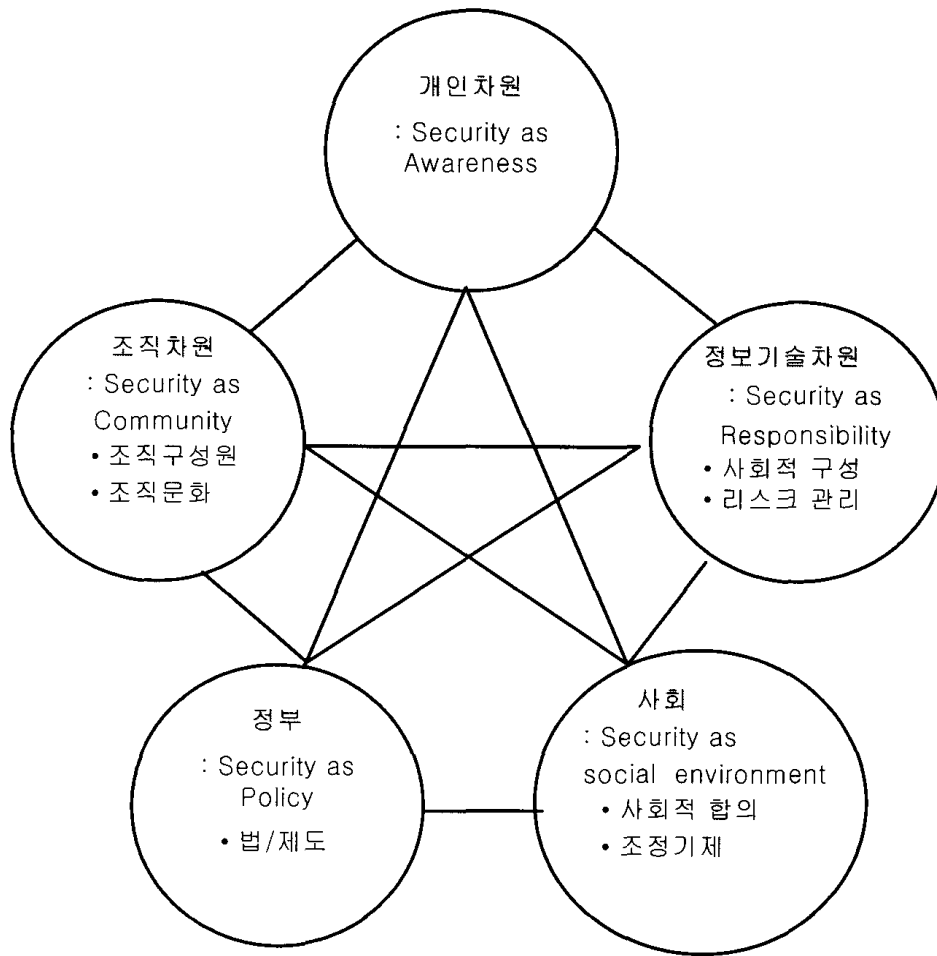 개인차원
: Security as
Awareness
조직차원
: Security as
Community
• 조직구성원
• 조직문화
정보기술차원
: Security as
Responsibility
• 사회적 구성
• 리스크 관리
정부
: Security as
Policy
• 법/제도
사회
: Security as
social environment
• 사회적 합의
• 조정기제